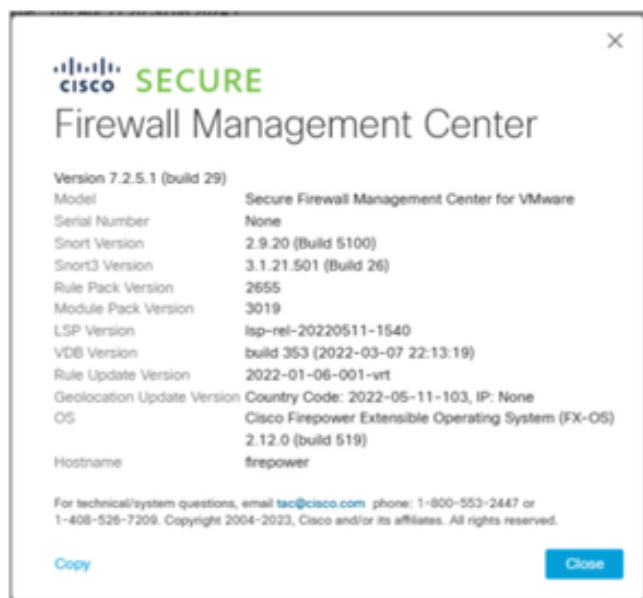 cisco SECURE
Firewall Management Center
Version 7.2.5.1 (build 29)
Model Secure Firewall Management Center for VMware
Serial Number None
Snort Version 2.9.20 (Build 5100)
Snort3 Version 3.1.21.501 (Build 26)
Rule Pack Version 2655
Module Pack Version 3019
LSP Version lsp-rel-20220511-1540
VDB Version build 353 (2022-03-07 22:13:19)
Rule Update Version 2022-01-06-001-vrt
Geolocation Update Version Country Code: 2022-05-11-103, IP: None
OS Cisco Firepower Extensible Operating System (FX-OS)
2.12.0 (build 519)
Hostname firepower
For technical/system questions, email tac@cisco.com phone: 1-800-553-2447 or
1-408-526-7209. Copyright 2004-2023, Cisco and/or its affiliates. All rights reserved.
Copy Close